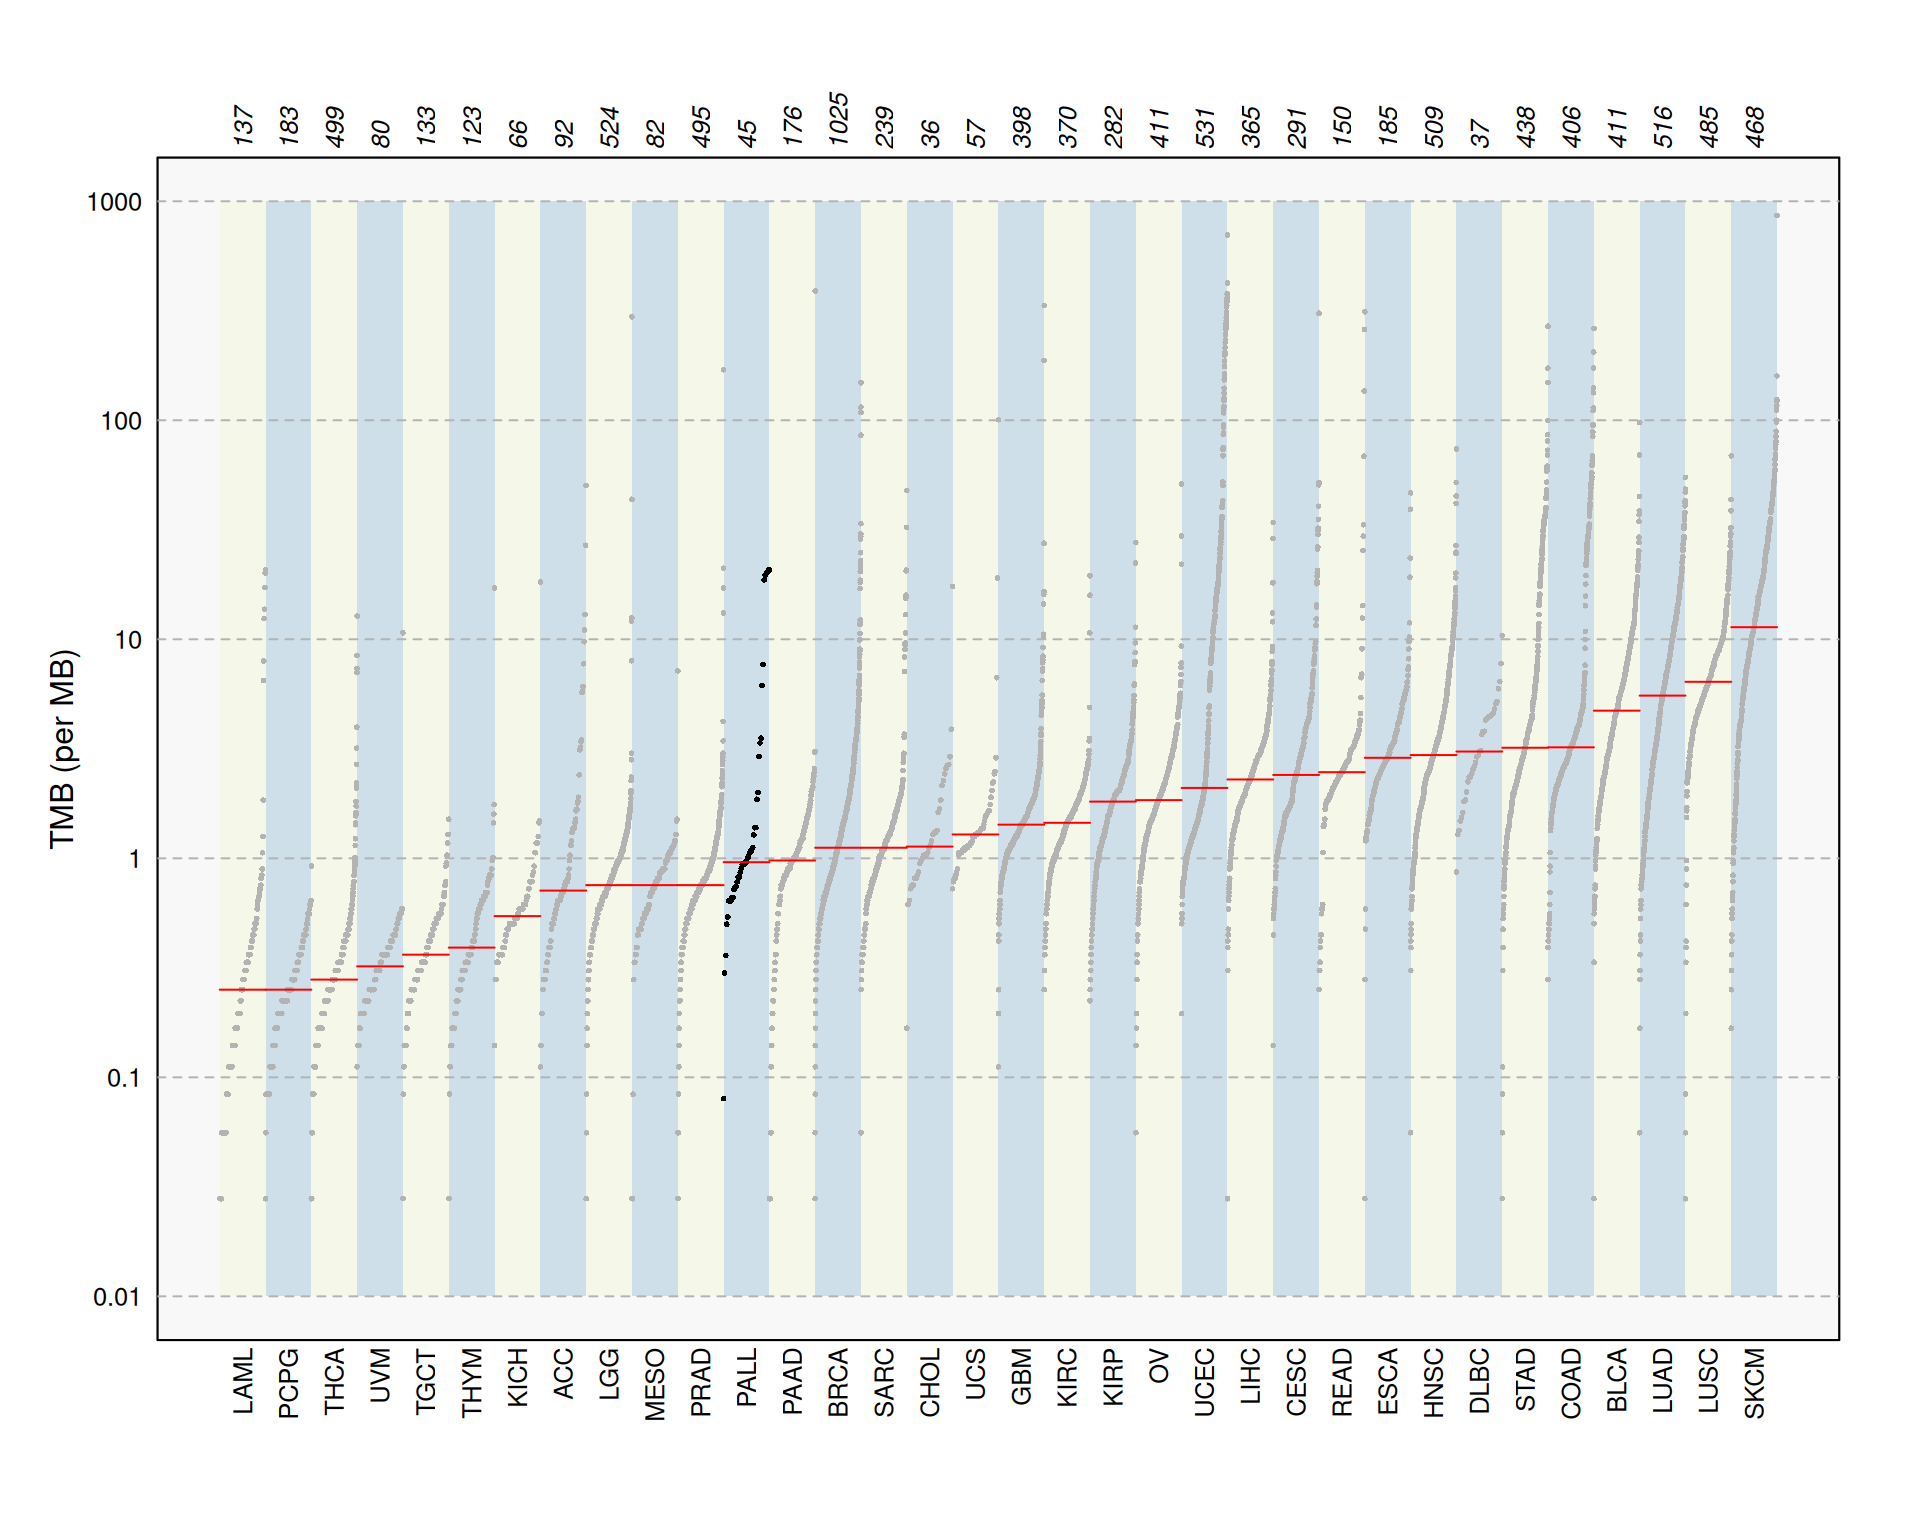 137 183 499 80 133 123 66 92 524 82 495 45 176 1025 239 36 57 398 370 282 411 531 365 291 150 185 509 37 438 406 411 516 485 468
1000
100
10
1
0.1
0.01
TMB (per MB)
LAML PCPG THCA UVM TGCT THYM KICH ACC LGG MESO PRAD PALL PAAD BRCA SARC CHOL UCS GBM KIRC KIRP OV UCEC LIHC CESC READ ESCA HNSC DLBC STAD COAD BLCA LUAD LUSC SKCM